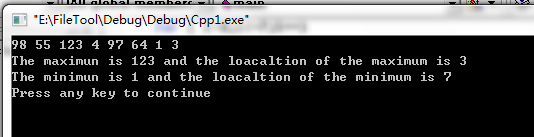 "E:\FileTool\Debug\Debug\Cpp1.exe"
98 55 123 4 97 64 1 3
The maximun is 123 and the loacaltion of the maximum is 3
The minimun is 1 and the loacaltion of the minimum is 7
Press any key to continue